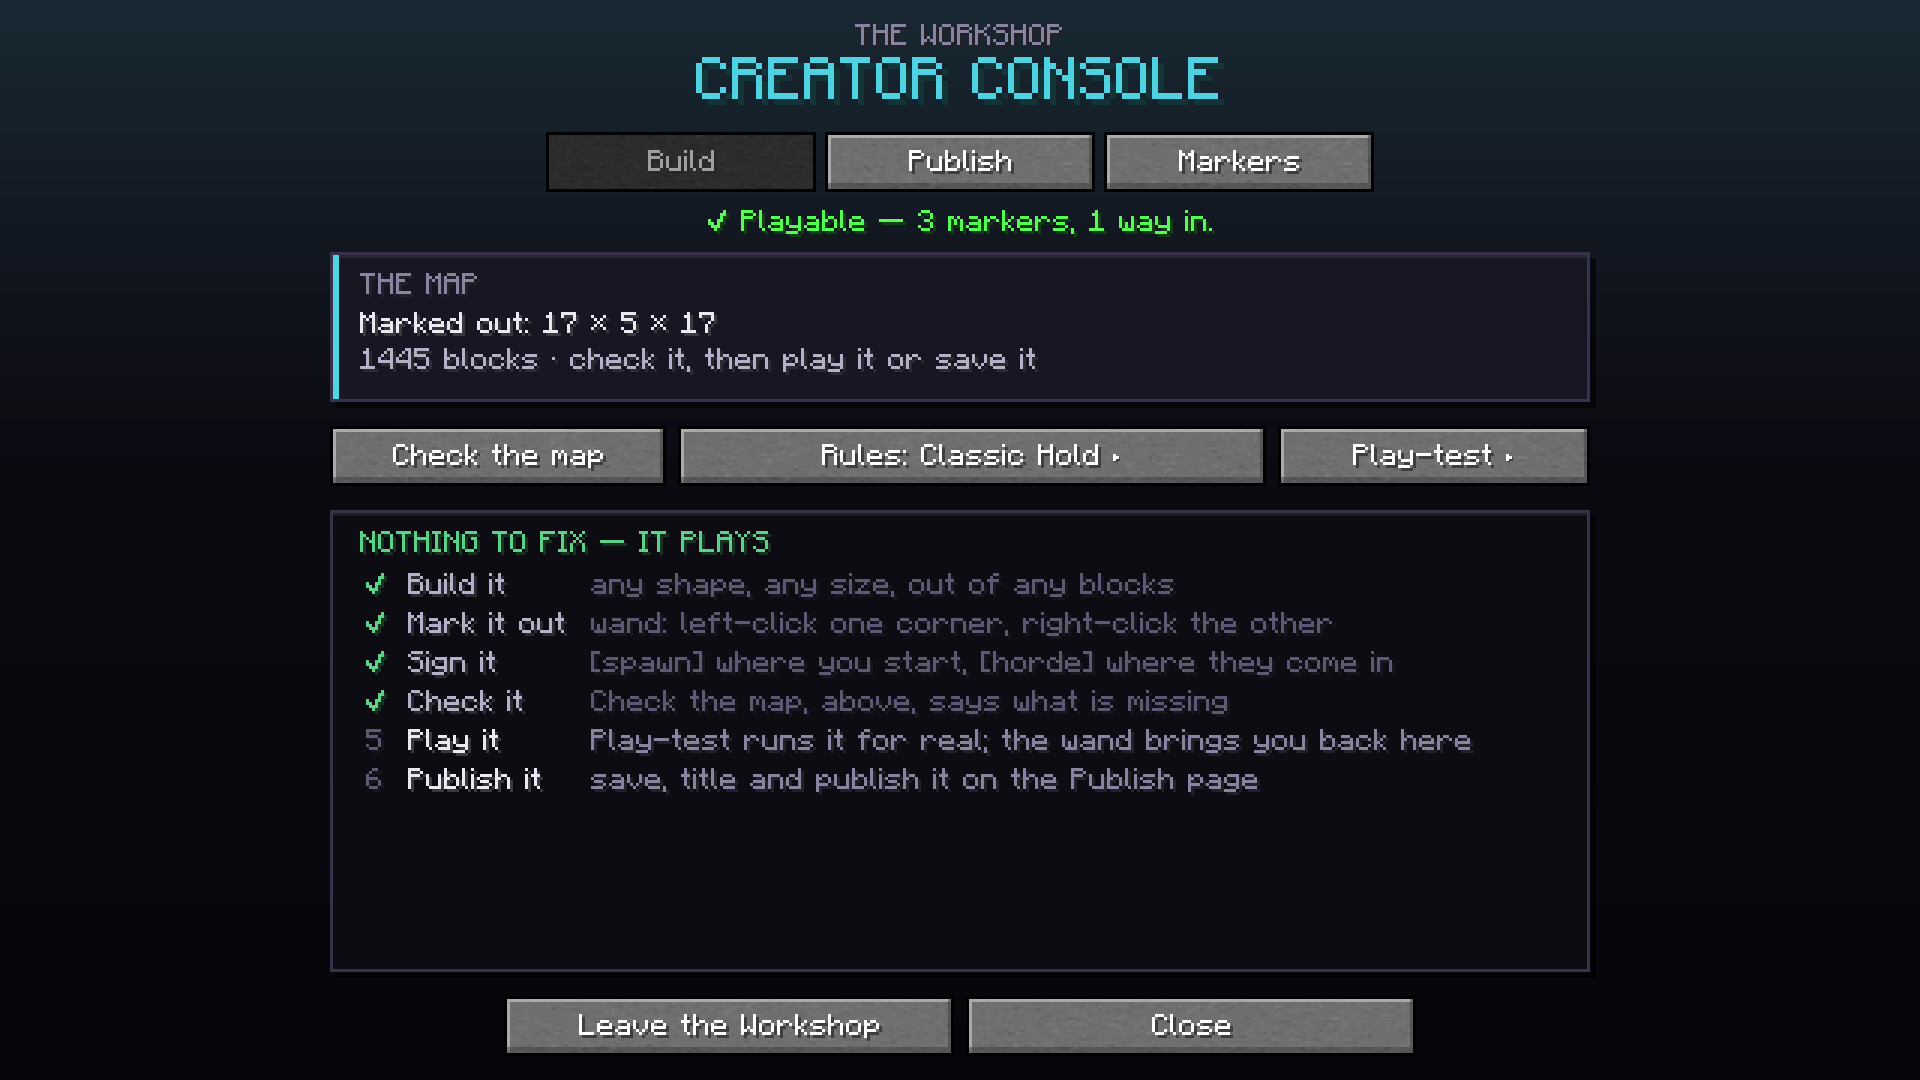 THE WORKSHOP
CREATOR CONSOLE
Build Publish Markers
✓ Playable — 3 markers, 1 way in.
THE MAP
Marked out: 17 × 5 × 17
1445 blocks · check it, then play it or save it
Check the map Rules: Classic Hold ▸ Play-test ▸
NOTHING TO FIX — IT PLAYS
✓ Build it any shape, any size, out of any blocks
✓ Mark it out wand: left-click one corner, right-click the other
✓ Sign it [spawn] where you start, [horde] where they come in
✓ Check it Check the map, above, says what is missing
5 Play it Play-test runs it for real; the wand brings you back here
6 Publish it save, title and publish it on the Publish page
Leave the Workshop Close